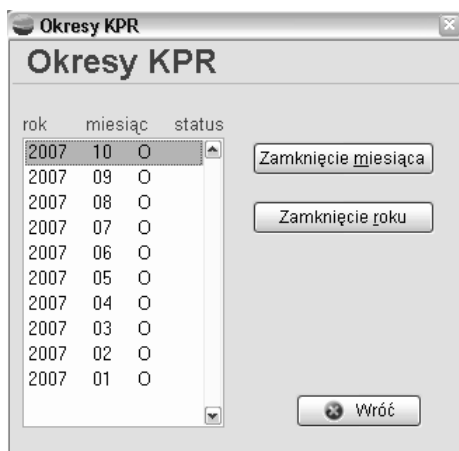 Okresy KPR
Okresy KPR
rok miesiąc status
2007 10 O
2007 09 O
2007 08 O
2007 07 O
2007 06 O
2007 05 O
2007 04 O
2007 03 O
2007 02 O
2007 01 O
Zamknięcie miesiąca
Zamknięcie roku
Wróć